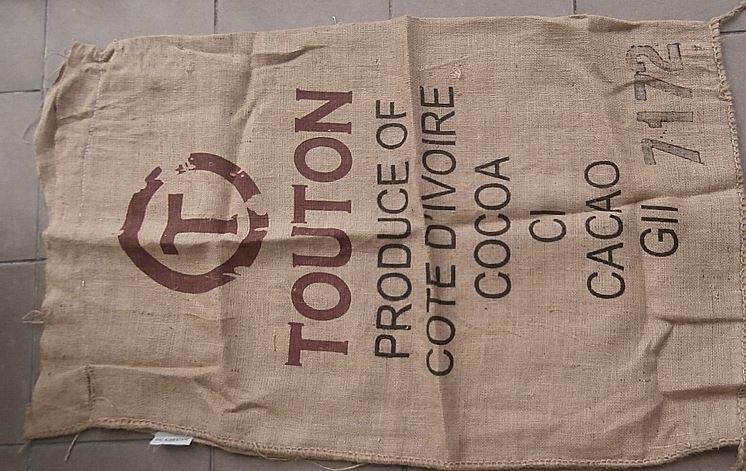 T
TOUTON
PRODUCE OF
COTE D'IVOIRE
COCOA
CI
CACAO
GII
7172